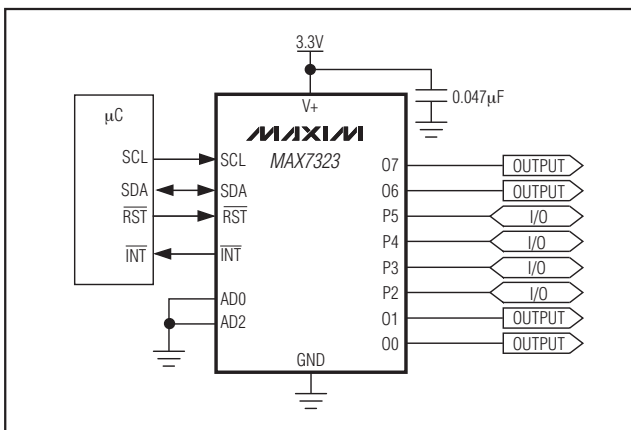 3.3V
0.047µF
µC
V+
MAXIM
MAX7323
SCL
SCL
O7
OUTPUT
SDA
SDA
O6
OUTPUT
RST
RST
P5
I/O
INT
INT
P4
I/O
P3
I/O
AD0
P2
I/O
AD2
O1
OUTPUT
O0
OUTPUT
GND